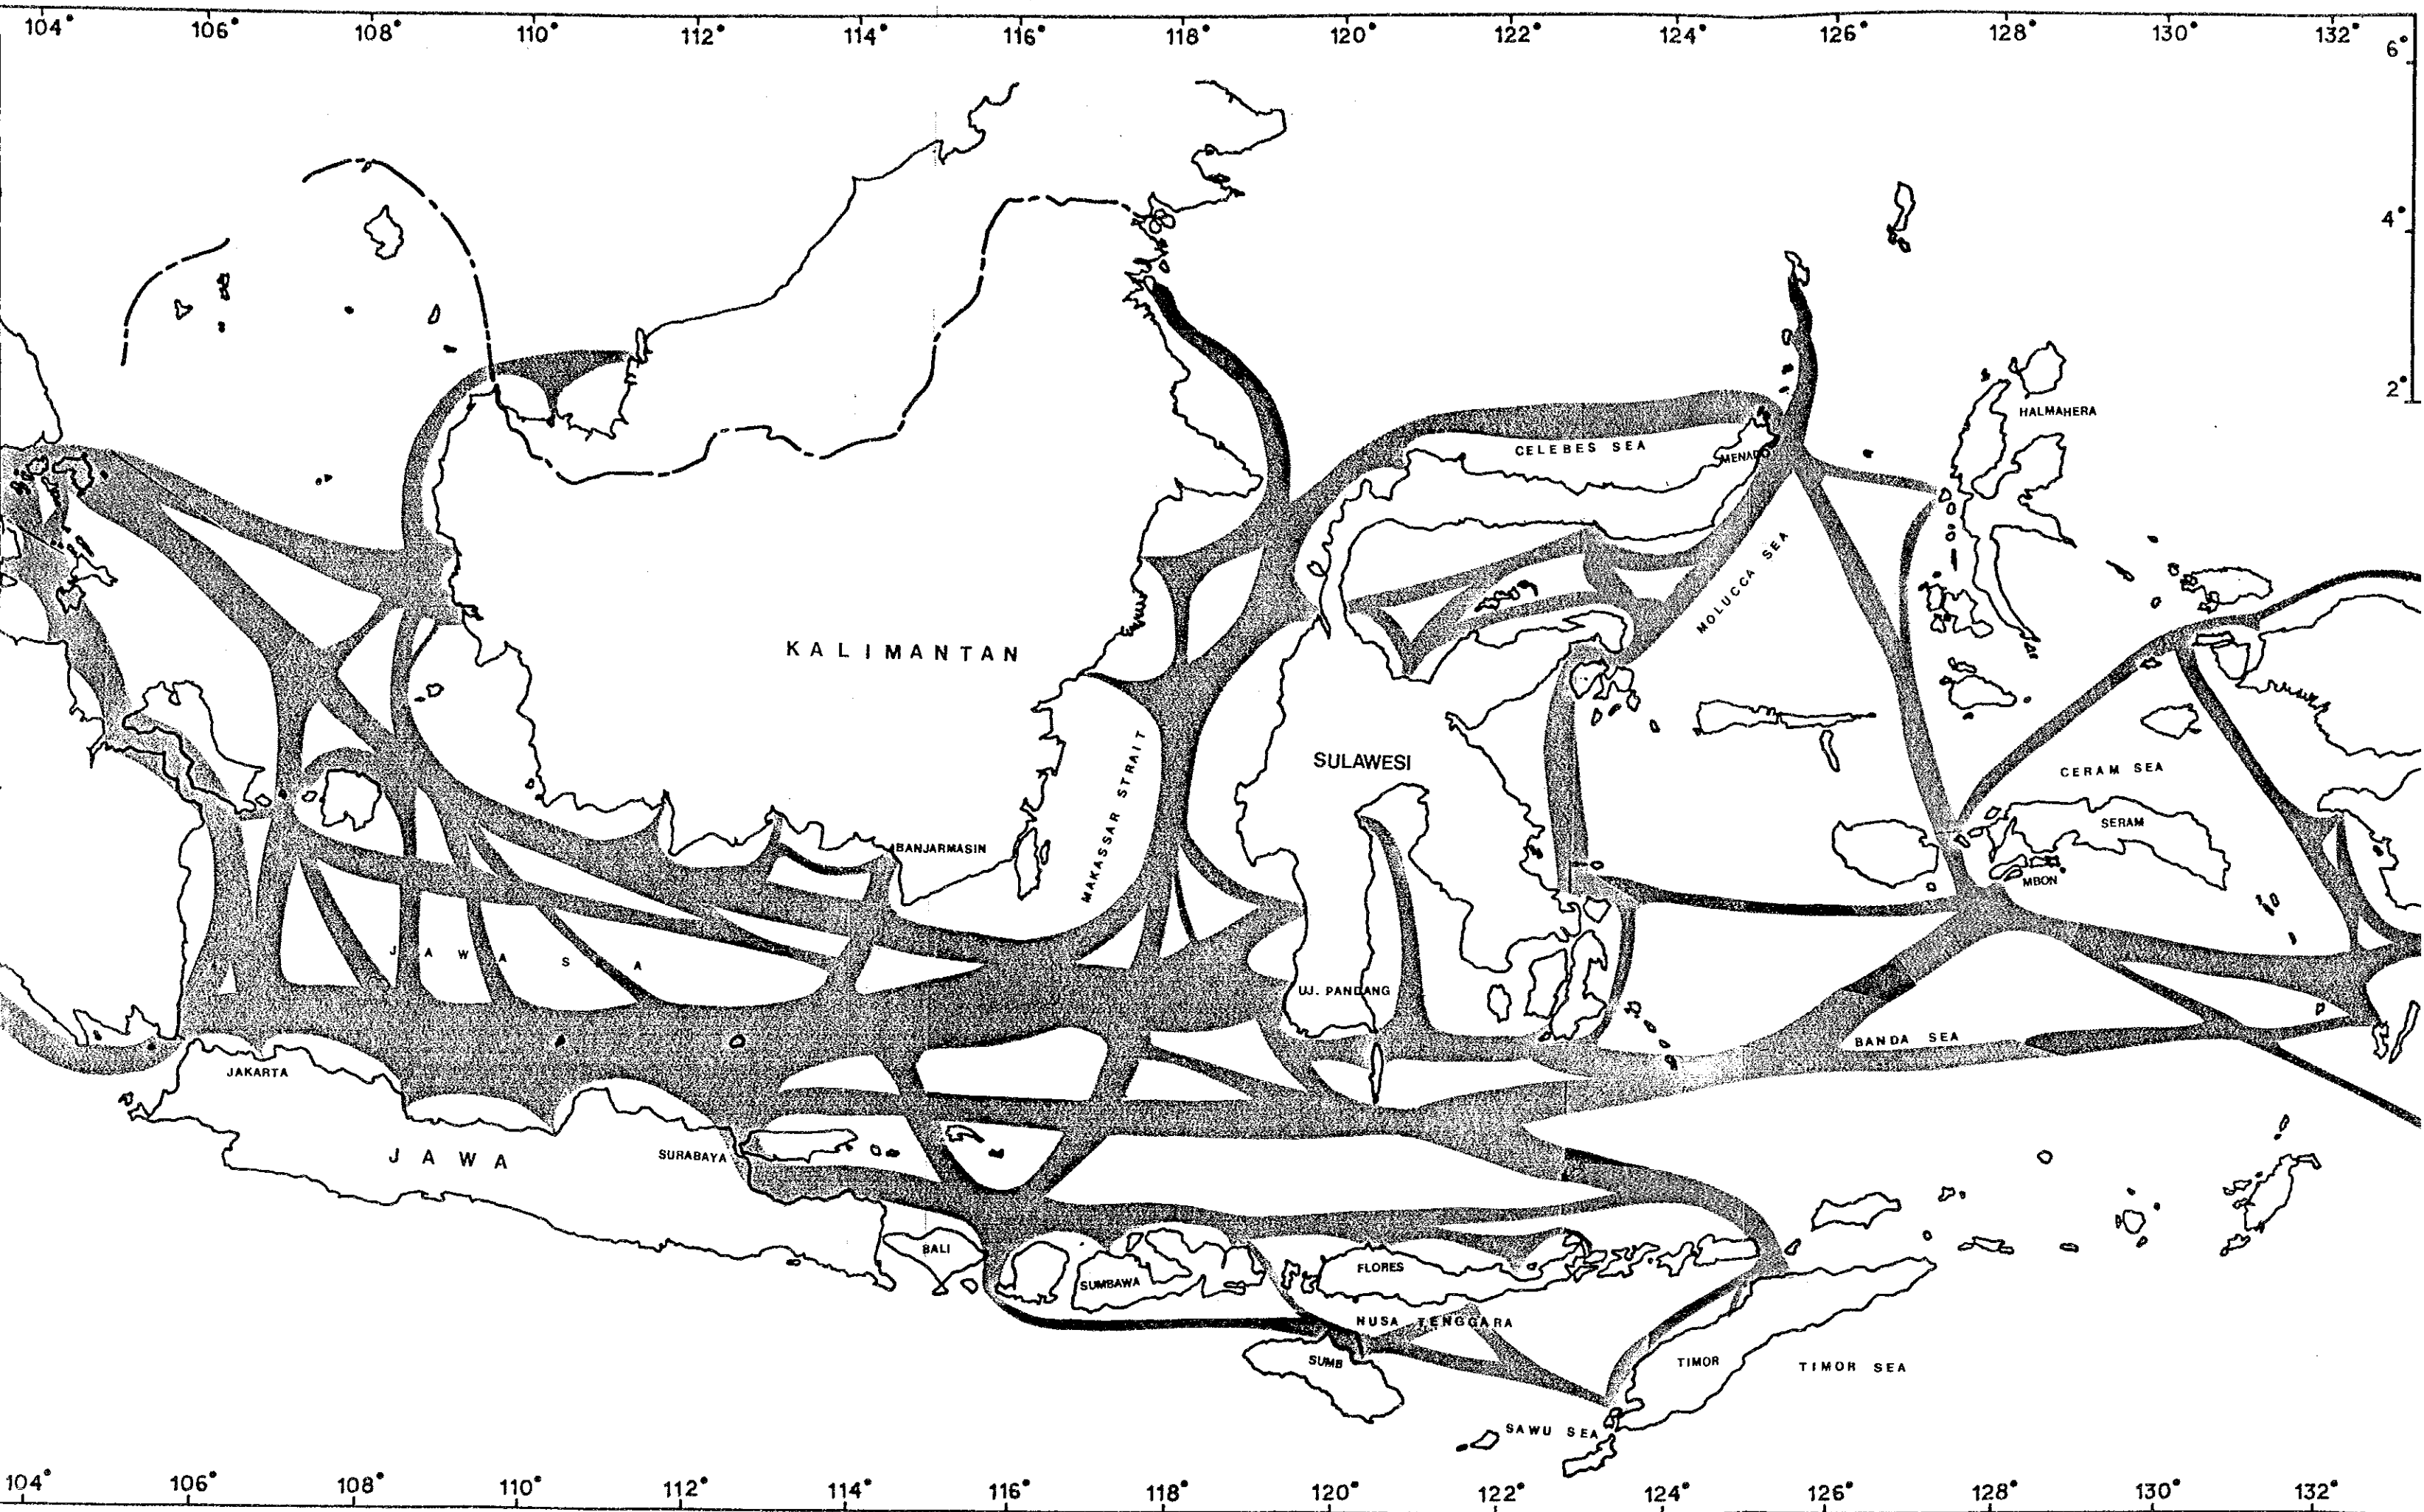 104° 106° 108° 110° 112° 114° 116° 118° 120° 122° 124° 126° 128° 130° 132°
6°
4°
2°
HALMAHERA
CELEBES SEA
MENADO
MOLUCCA SEA
KALIMANTAN
MAKASSAR STRAIT
SULAWESI
CERAM SEA
SERAM
BANJARMASIN
MBON
JAWA S A
UJ. PANDANG
BANDA SEA
JAKARTA
JAWA
SURABAYA
BALI
SUMBAWA
FLORES
NUSA TENGGARA
SUMB
TIMOR
TIMOR SEA
SAWU SEA
104° 106° 108° 110° 112° 114° 116° 118° 120° 122° 124° 126° 128° 130° 132°